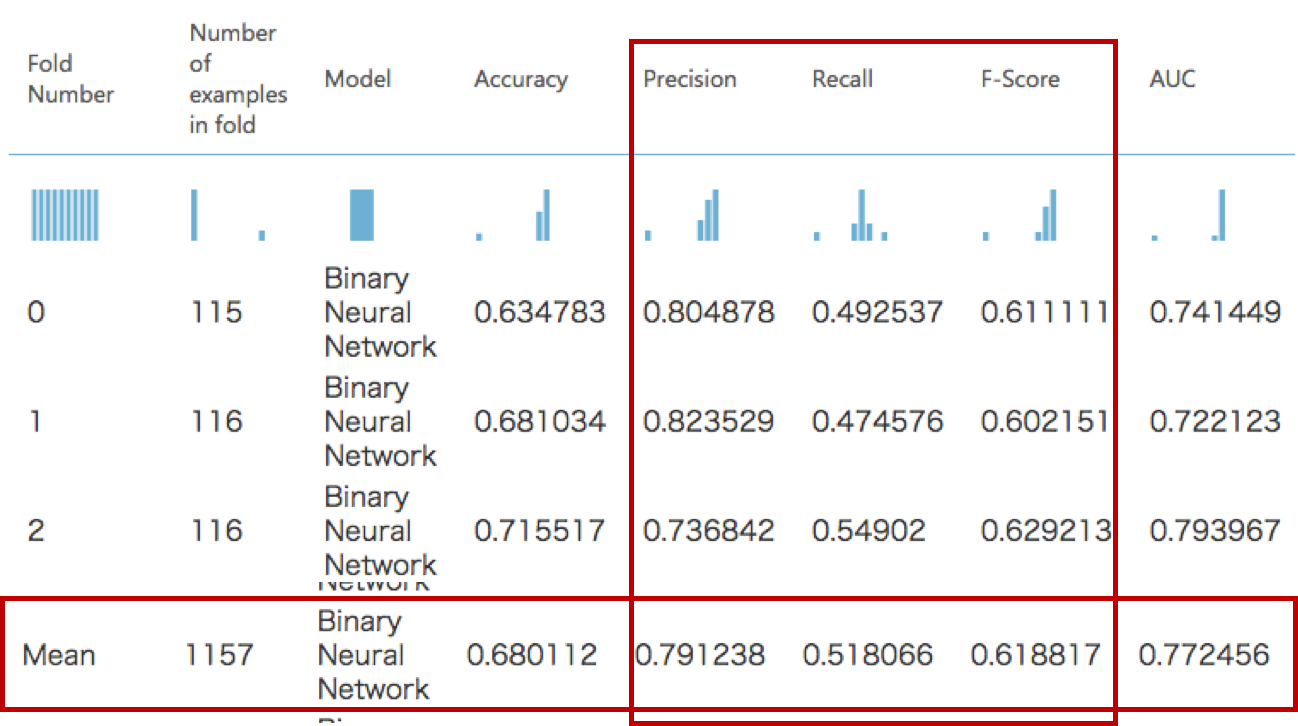 Fold Number
Number of examples in fold
Model
Accuracy
Precision
Recall
F-Score
AUC
0 115 Binary Neural Network 0.634783 0.804878 0.492537 0.611111 0.741449
1 116 Binary Neural Network 0.681034 0.823529 0.474576 0.602151 0.722123
2 116 Binary Neural Network 0.715517 0.736842 0.54902 0.629213 0.793967
Network
Mean 1157 Binary Neural Network 0.680112 0.791238 0.518066 0.618817 0.772456